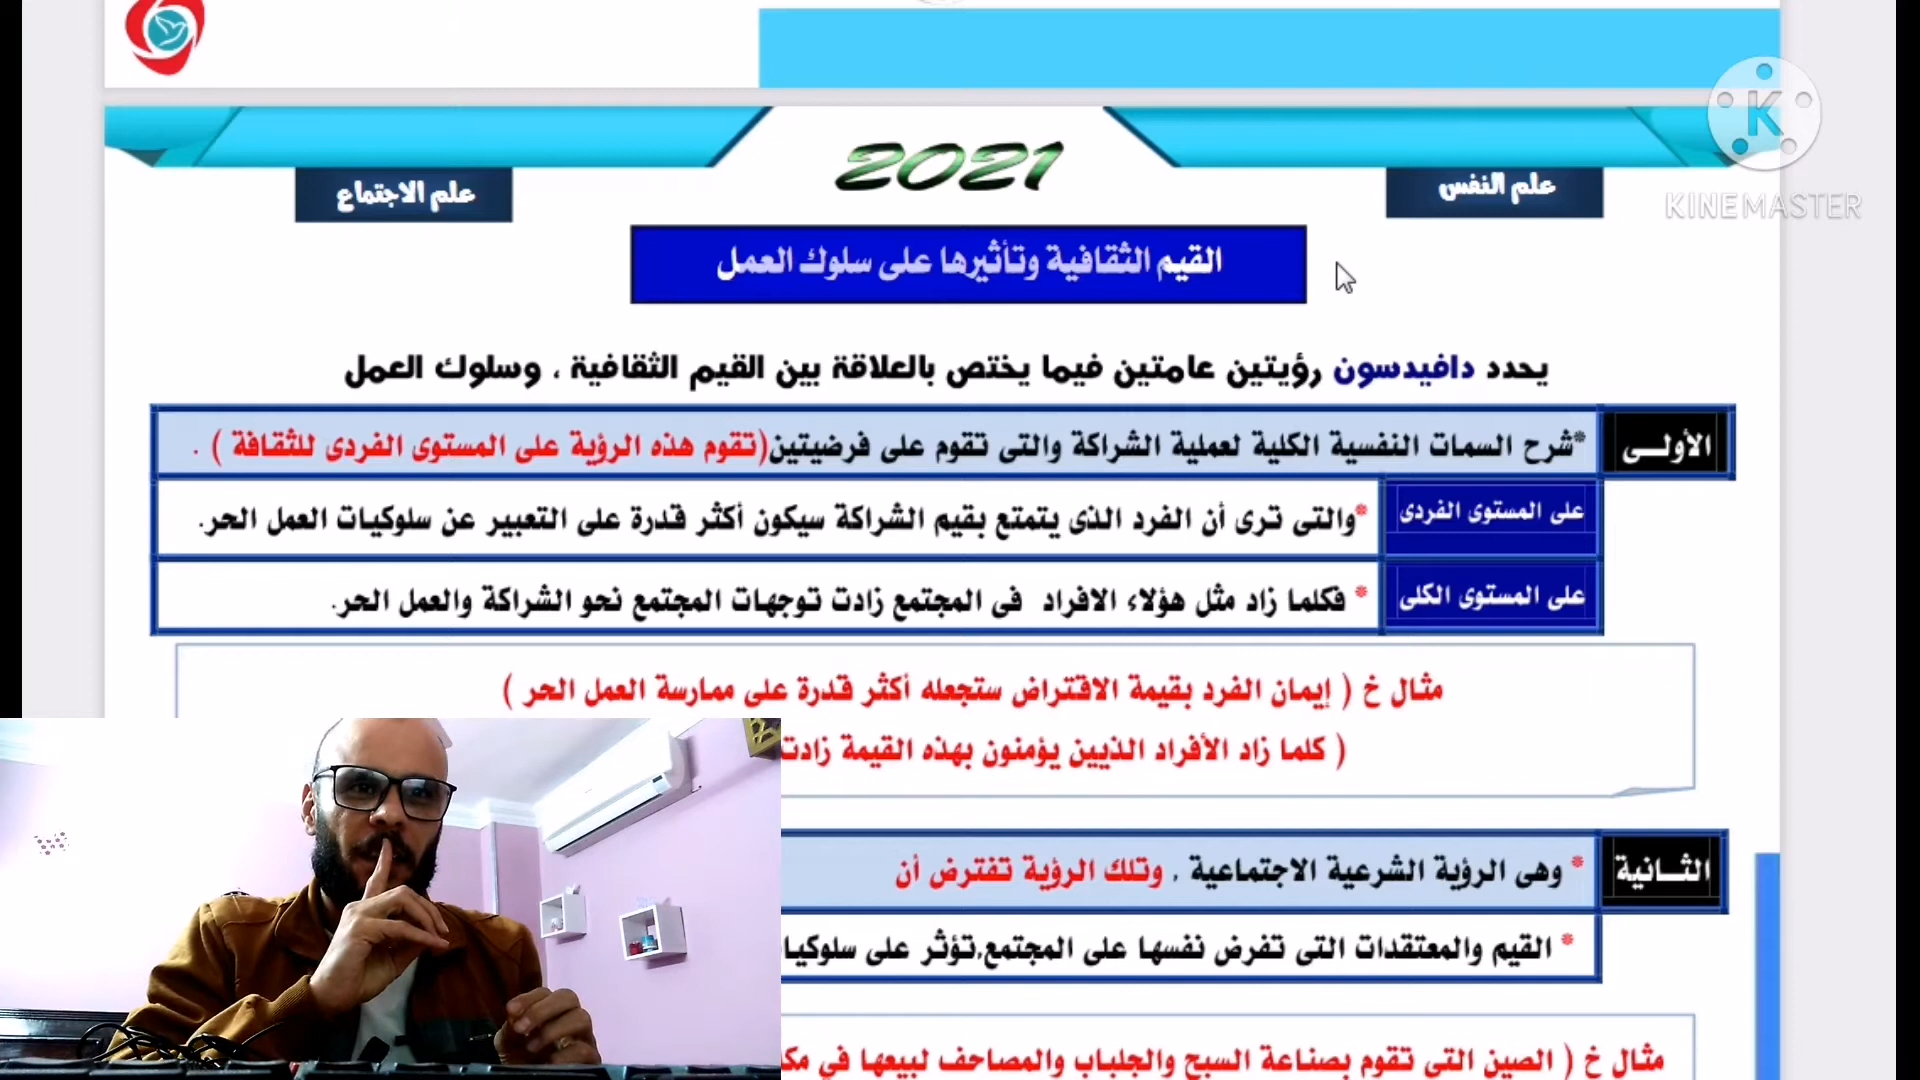 2021
علم النفس
علم الاجتماع
K
KINEMASTER
القيم الثقافية وتأثيرها على سلوك العمل
يحدد دافيدسون رؤيتين عامتين فيما يختص بالعلاقة بين القيم الثقافية ، وسلوك العمل
الأولــى
*شرح السمات النفسية الكلية لعملية الشراكة والتى تقوم على فرضيتين(تقوم هذه الرؤية على المستوى الفردى للثقافة ) .
على المستوى الفردى
*والتى ترى أن الفرد الذى يتمتع بقيم الشراكة سيكون أكثر قدرة على التعبير عن سلوكيات العمل الحر.
على المستوى الكلى
* فكلما زاد مثل هؤلاء الافراد فى المجتمع زادت توجهات المجتمع نحو الشراكة والعمل الحر.
مثال خ ( إيمان الفرد بقيمة الاقتراض ستجعله أكثر قدرة على ممارسة العمل الحر )
( كلما زاد الأفراد الذيين يؤمنون بهذه القيمة زادت
الثــانية
* وهى الرؤية الشرعية الاجتماعية . وتلك الرؤية تفترض أن
* القيم والمعتقدات التى تفرض نفسها على المجتمع,تؤثر على
مثال خ ( الصين التى تقوم بصناعة السبح والجلباب والمصاحف لبيعها في